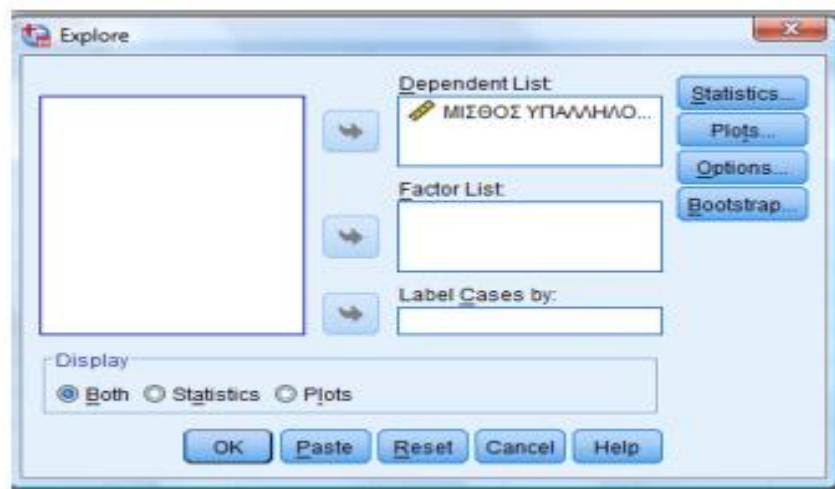 Explore
Dependent List:
ΜΙΣΘΟΣ ΥΠΑΛΛΗΛΟ...
Factor List:
Label Cases by:
Statistics...
Plots...
Options...
Bootstrap...
Display
Both Statistics Plots
OK Paste Reset Cancel Help